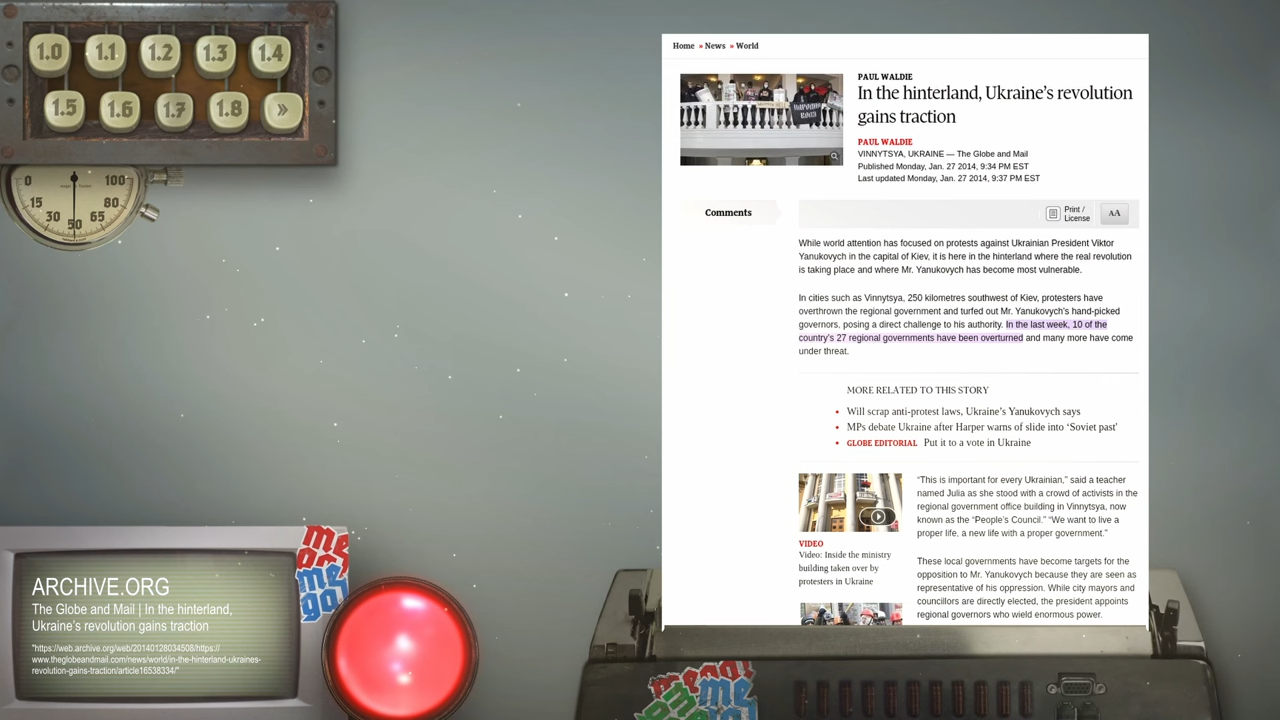 1.0
1.1
1.2
1.3
1.4
1.5
1.6
1.7
1.8
»
0
100
15
80
30
65
50
Home » News » World
PAUL WALDIE
In the hinterland, Ukraine's revolution
gains traction
PAUL WALDIE
VINNYTSYA, UKRAINE — The Globe and Mail
Published Monday, Jan. 27 2014, 9:34 PM EST
Last updated Monday, Jan. 27 2014, 9:37 PM EST
Comments
Print /
License
AA
While world attention has focused on protests against Ukrainian President Viktor
Yanukovych in the capital of Kiev, it is here in the hinterland where the real revolution
is taking place and where Mr. Yanukovych has become most vulnerable.
In cities such as Vinnytsya, 250 kilometres southwest of Kiev, protesters have
overthrown the regional government and turfed out Mr. Yanukovych's hand-picked
governors, posing a direct challenge to his authority. In the last week, 10 of the
country's 27 regional governments have been overturned and many more have come
under threat.
MORE RELATED TO THIS STORY
• Will scrap anti-protest laws, Ukraine's Yanukovych says
• MPs debate Ukraine after Harper warns of slide into 'Soviet past'
• GLOBE EDITORIAL Put it to a vote in Ukraine
VIDEO
Video: Inside the ministry
building taken over by
protesters in Ukraine
"This is important for every Ukrainian," said a teacher
named Julia as she stood with a crowd of activists in the
regional government office building in Vinnytsya, now
known as the "People's Council." "We want to live a
proper life, a new life with a proper government."
These local governments have become targets for the
opposition to Mr. Yanukovych because they are seen as
representative of his oppression. While city mayors and
councillors are directly elected, the president appoints
regional governors who wield enormous power.
ARCHIVE.ORG
The Globe and Mail | In the hinterland,
Ukraine's revolution gains traction
"https://web.archive.org/web/20140128034508/https://
www.theglobeandmail.com/news/world/in-the-hinterland-ukraines-
revolution-gains-traction/article16538334/"